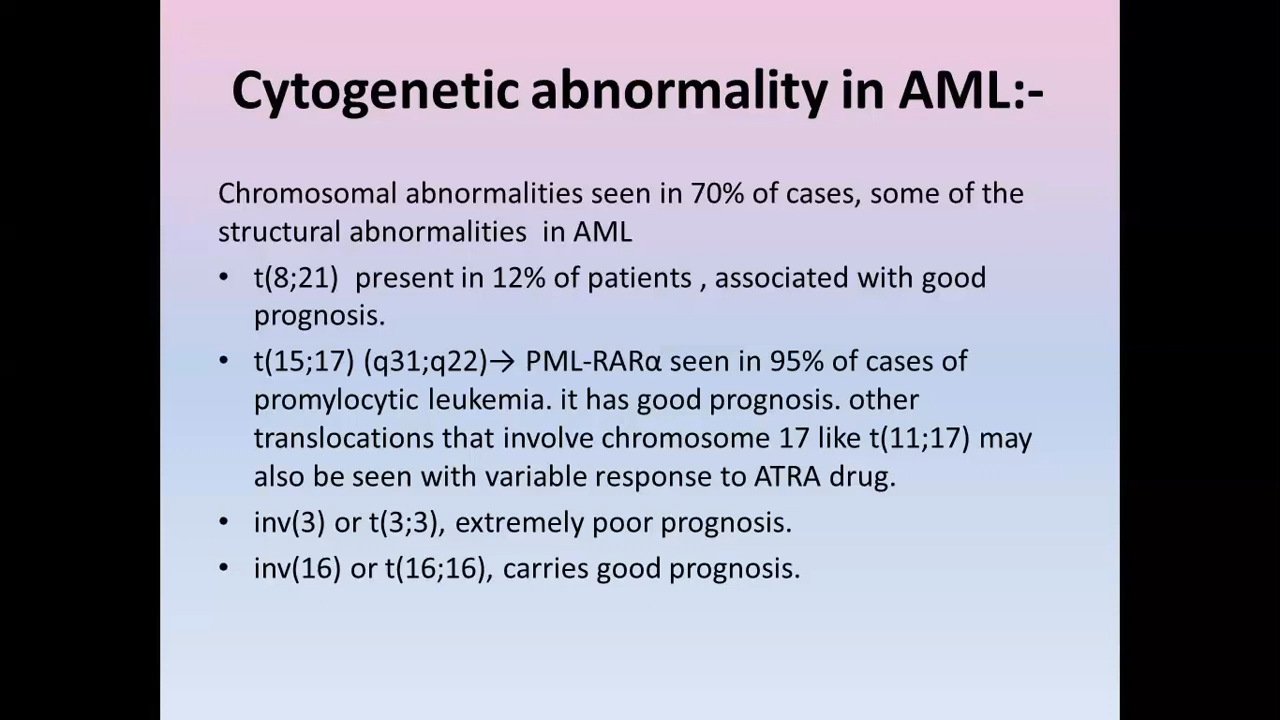 Cytogenetic abnormality in AML:-
Chromosomal abnormalities seen in 70% of cases, some of the
structural abnormalities  in AML
• t(8;21)  present in 12% of patients , associated with good
prognosis.
• t(15;17) (q31;q22)→ PML-RARα seen in 95% of cases of
promylocytic leukemia. it has good prognosis. other
translocations that involve chromosome 17 like t(11;17) may
also be seen with variable response to ATRA drug.
• inv(3) or t(3;3), extremely poor prognosis.
• inv(16) or t(16;16), carries good prognosis.